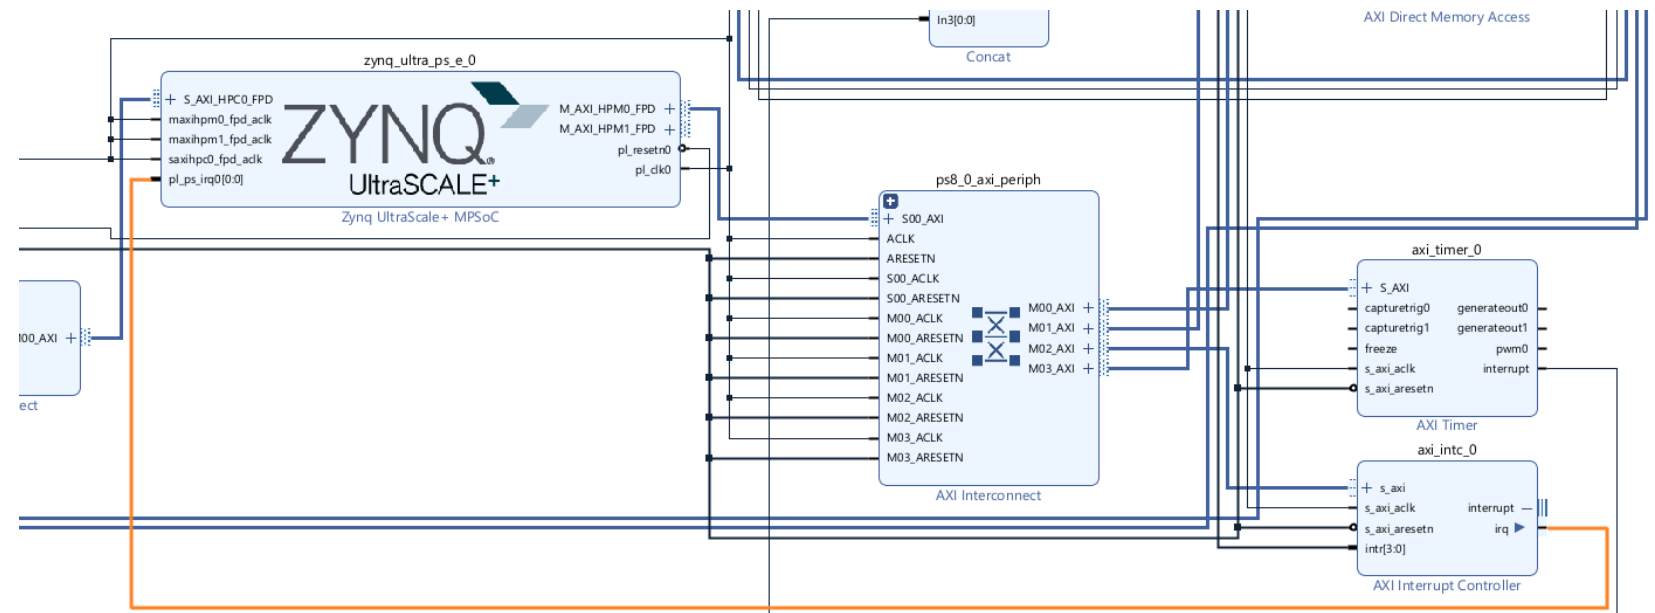 In3[0:0]
Concat
AXI Direct Memory Access
zynq_ultra_ps_e_0
S_AXI_HPC0_FPD
maxihpm0_fpd_aclk
maxihpm1_fpd_aclk
saxihpc0_fpd_aclk
pl_ps_irq0[0:0]
ZYNQ
UltraSCALE+
M_AXI_HPM0_FPD
M_AXI_HPM1_FPD
pl_resetn0
pl_clk0
Zynq UltraScale+ MPSoC
ps8_0_axi_periph
S00_AXI
ACLK
ARESETN
S00_ACLK
S00_ARESETN
M00_ACLK
M00_ARESETN
M01_ACLK
M01_ARESETN
M02_ACLK
M02_ARESETN
M03_ACLK
M03_ARESETN
M00_AXI
M01_AXI
M02_AXI
M03_AXI
AXI Interconnect
100_AXI
ect
axi_timer_0
S_AXI
capturetrig0
capturetrig1
freeze
s_axi_aclk
s_axi_aresetn
generateout0
generateout1
pwm0
interrupt
AXI Timer
axi_intc_0
s_axi
s_axi_aclk
s_axi_aresetn
intr[3:0]
interrupt
irq
AXI Interrupt Controller